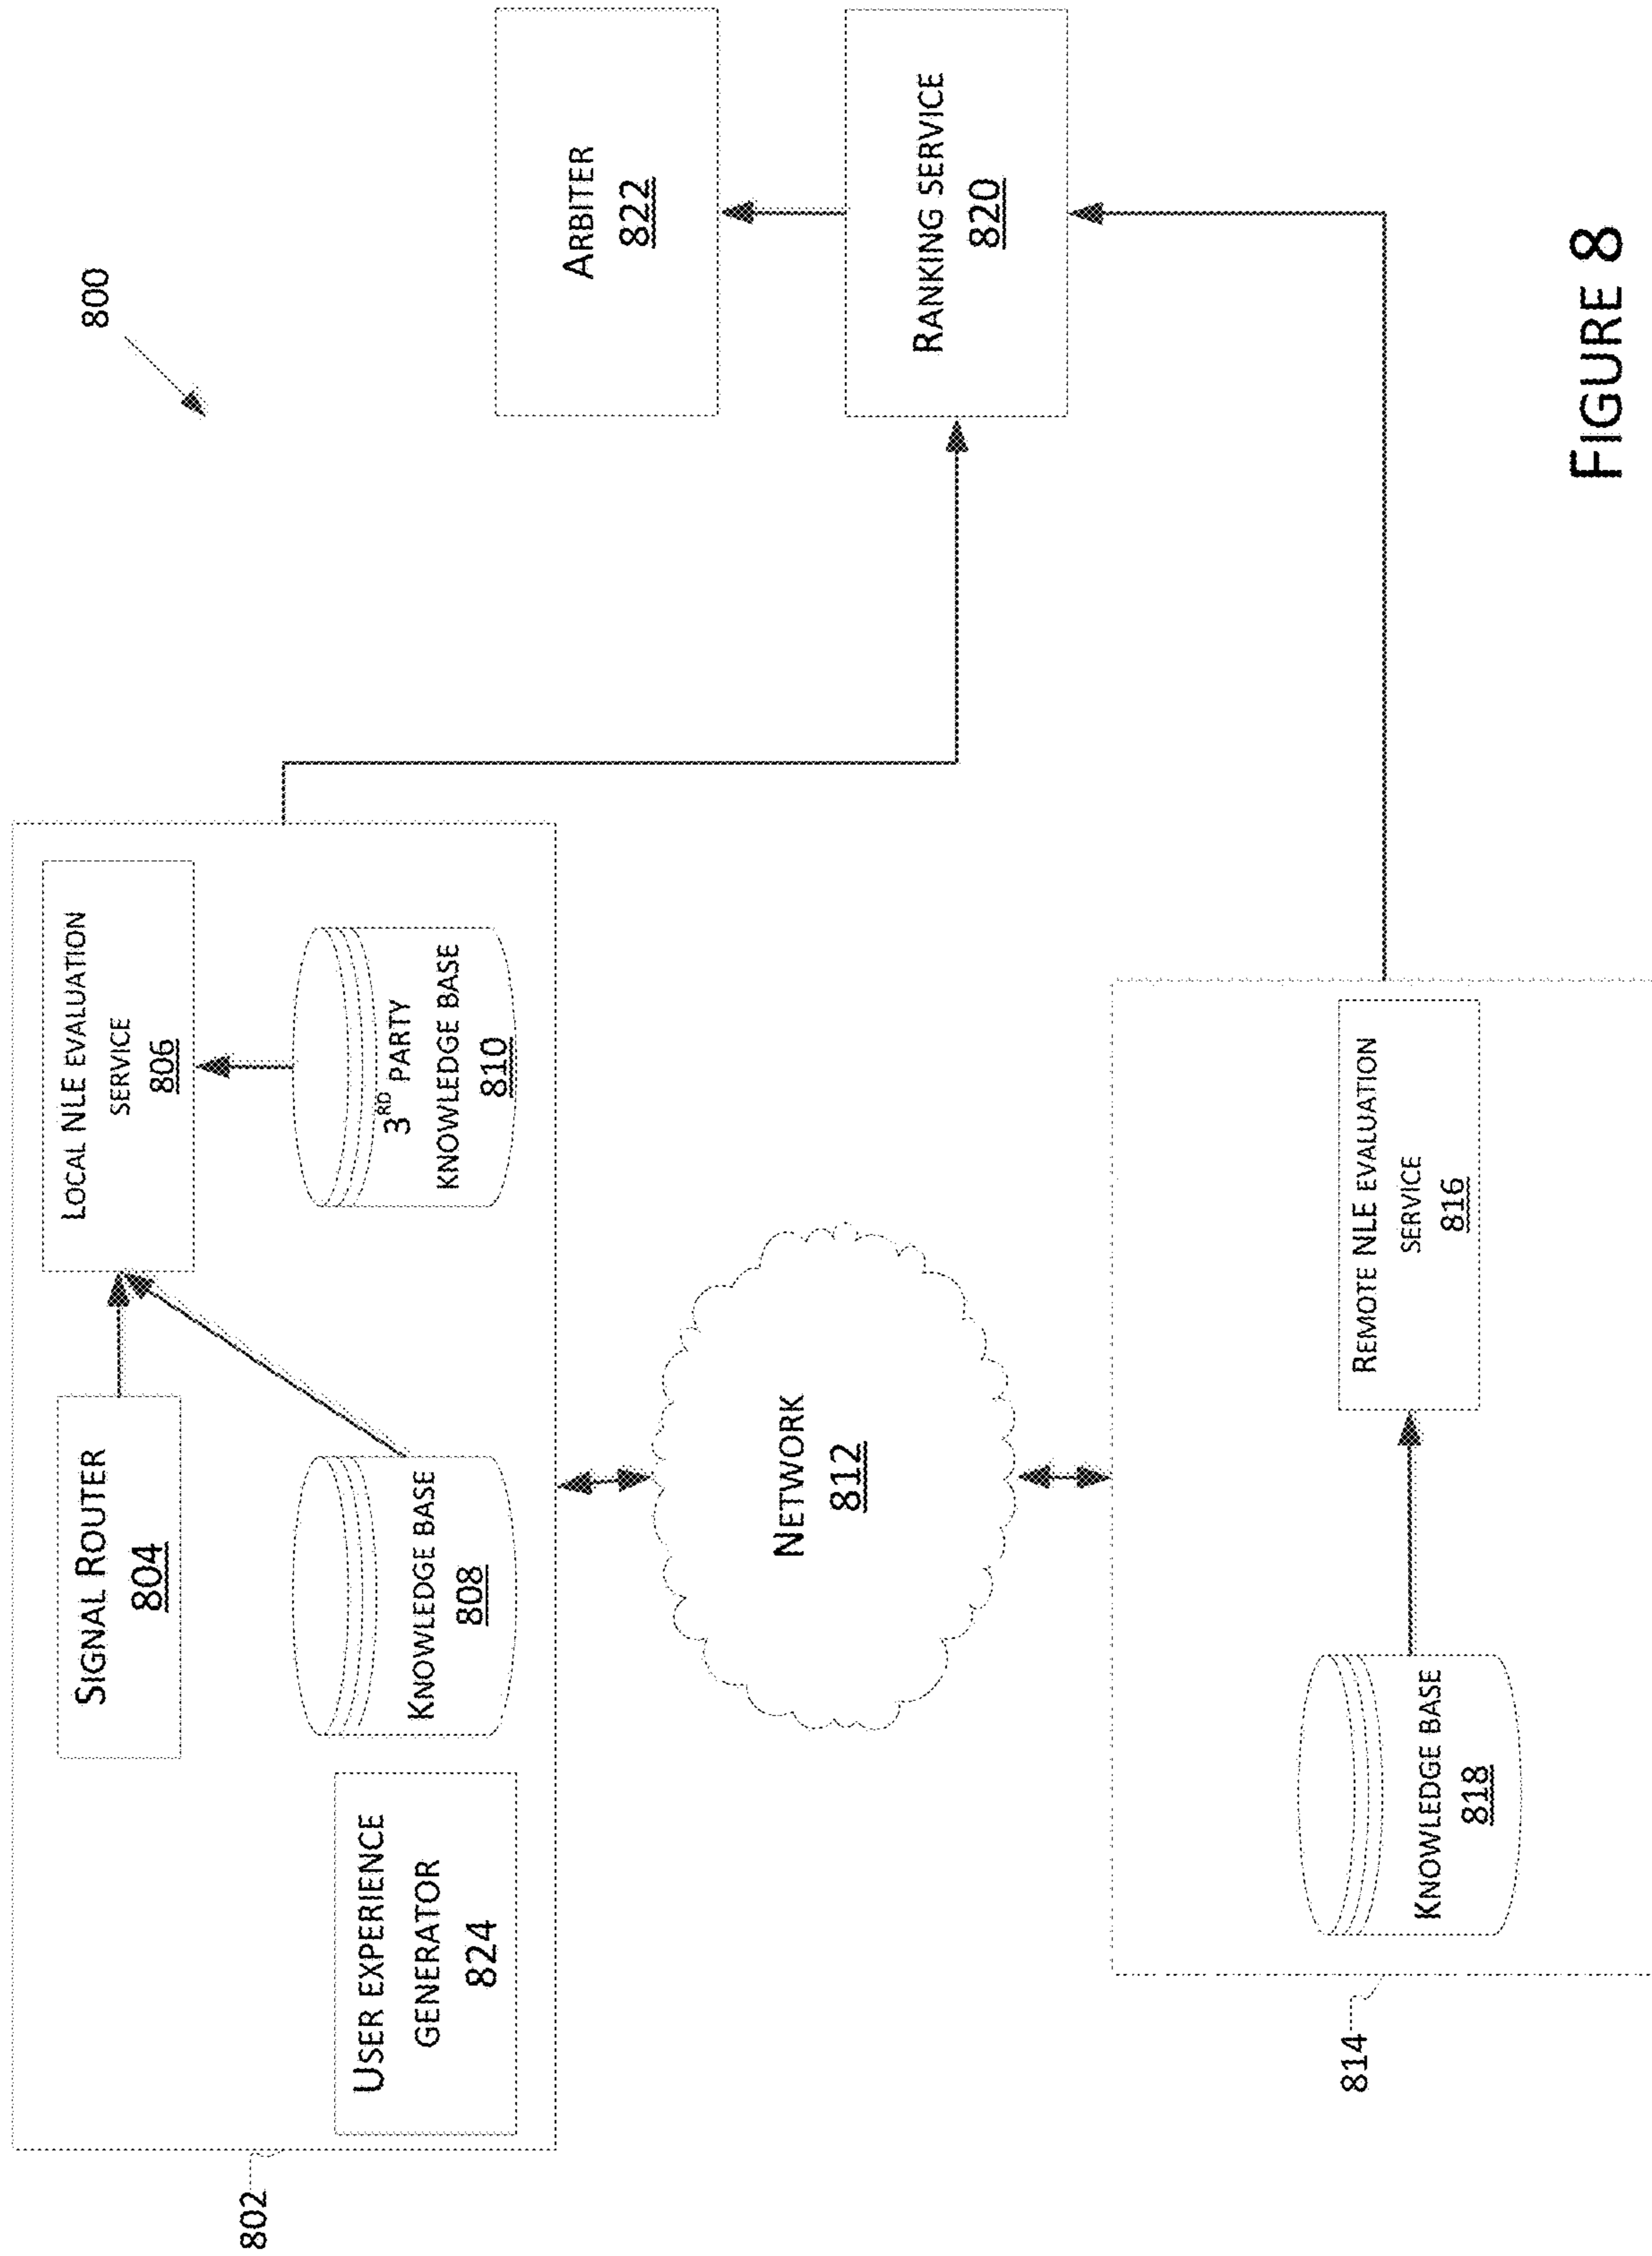 800
802
SIGNAL ROUTER
804
LOCAL NLE EVALUATION
SERVICE
806
USER EXPERIENCE
GENERATOR
824
KNOWLEDGE BASE
808
3RD PARTY
KNOWLEDGE BASE
810
ARBITER
822
NETWORK
812
RANKING SERVICE
820
814
KNOWLEDGE BASE
818
REMOTE NLE EVALUATION
SERVICE
816
FIGURE 8